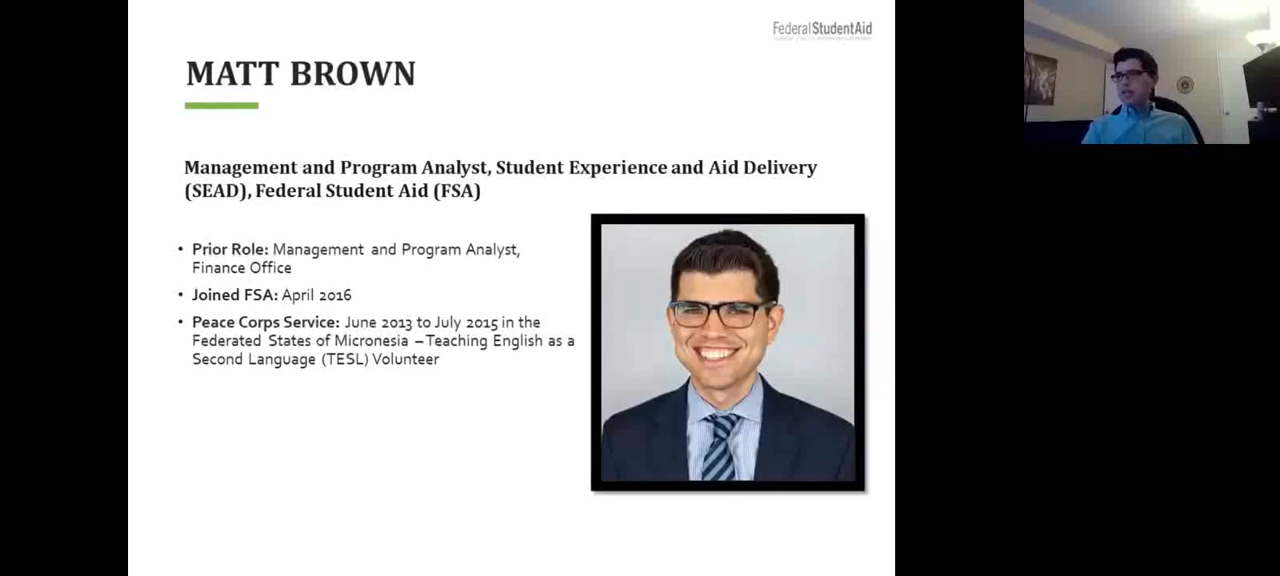 FederalStudentAid
MATT BROWN
Management and Program Analyst, Student Experience and Aid Delivery
(SEAD), Federal Student Aid (FSA)
• Prior Role: Management and Program Analyst,
Finance Office
• Joined FSA: April 2016
• Peace Corps Service: June 2013 to July 2015 in the
Federated States of Micronesia – Teaching English as a
Second Language (TESL) Volunteer